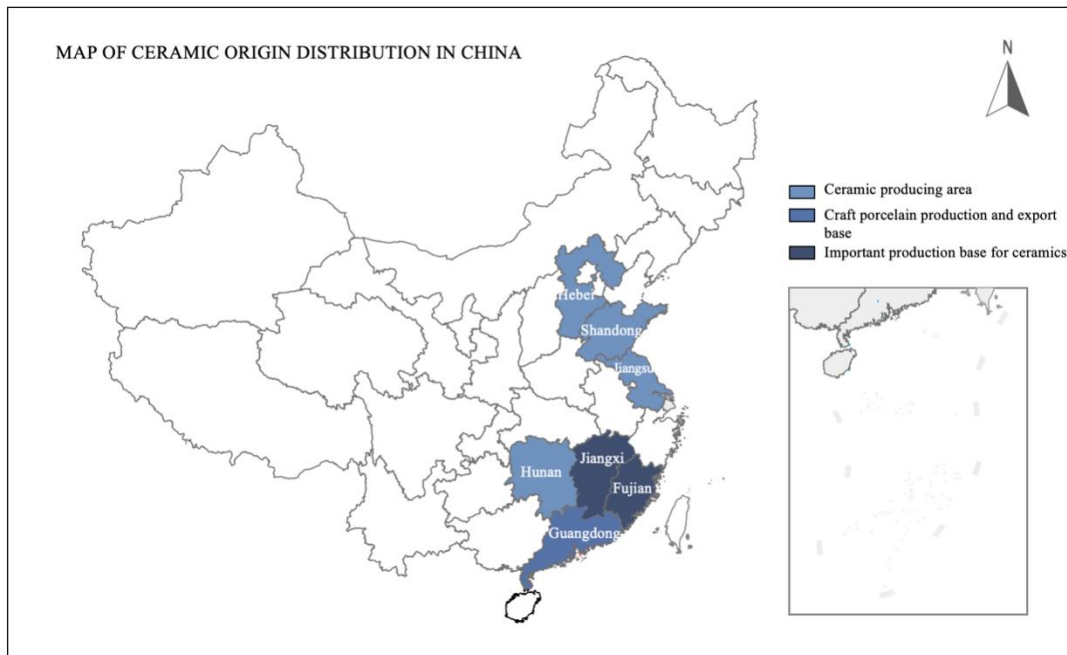 MAP OF CERAMIC ORIGIN DISTRIBUTION IN CHINA
N
Ceramic producing area
Craft porcelain production and export
base
Important production base for ceramics
Hebei
Shandong
Jiangsu
Hunan
Jiangxi
Fujian
Guangdong